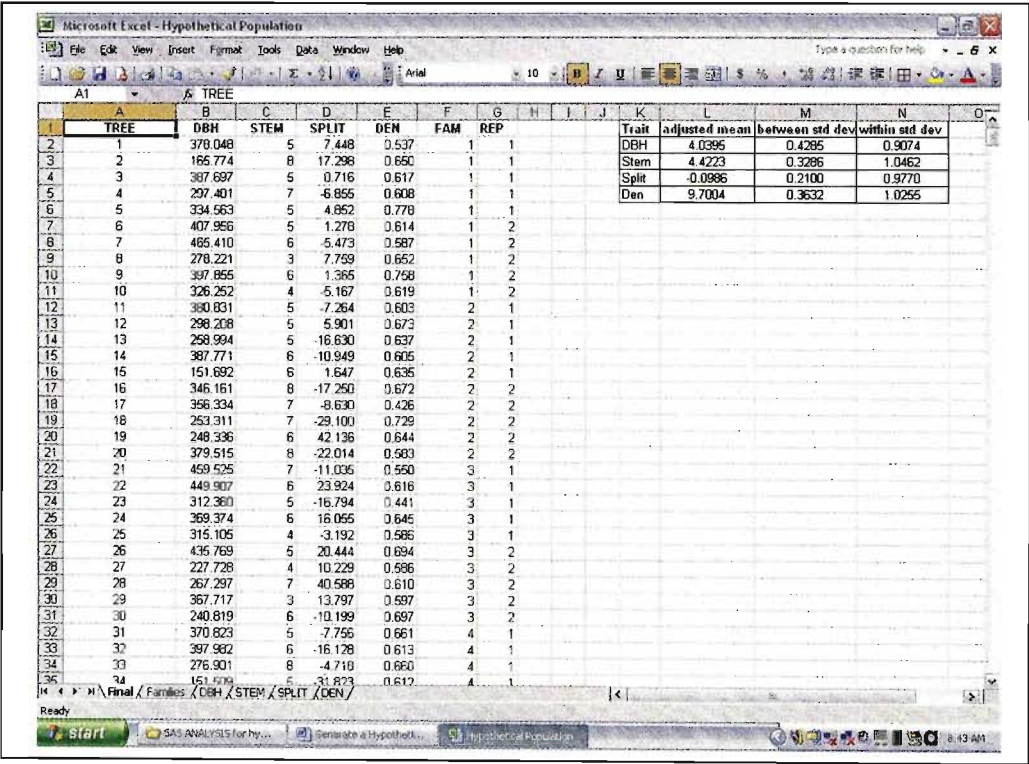 Microsoft Excel - Hypothetical Population
File Edit View Insert Format Tools Data Window Help Type a question for help
Arial 10
A1 fx TREE
A B C D E F G H I J K L M N O
1 TREE DBH STEM SPLIT DEN FAM REP Trait adjusted mean between std dev within std dev
2 1 378.048 5 7.448 0.537 1 1 DBH 4.0395 0.4285 0.9074
3 2 165.774 8 17.298 0.650 1 1 Stem 4.4223 0.3286 1.0462
4 3 387.697 5 0.716 0.617 1 1 Split -0.0986 0.2100 0.9770
5 4 297.401 7 -6.855 0.608 1 1 Den 9.7004 0.3632 1.0255
6 5 334.563 5 4.852 0.778 1 1
7 6 407.956 5 1.278 0.614 1 2
8 7 465.410 6 -5.473 0.587 1 2
9 8 278.221 3 7.759 0.652 1 2
10 9 397.855 6 1.365 0.758 1 2
11 10 326.252 4 -5.167 0.619 1 2
12 11 380.831 5 -7.264 0.603 2 1
13 12 298.208 5 5.901 0.673 2 1
14 13 258.994 5 -16.630 0.637 2 1
15 14 387.771 6 -10.949 0.605 2 1
16 15 151.692 6 1.647 0.635 2 1
17 16 346.161 8 -17.250 0.672 2 2
18 17 356.334 7 -8.630 0.426 2 2
19 18 253.311 7 -29.100 0.729 2 2
20 19 248.336 6 42.136 0.644 2 2
21 20 379.515 8 -22.014 0.583 2 2
22 21 459.525 7 -11.035 0.550 3 1
23 22 449.907 6 23.924 0.616 3 1
24 23 312.360 5 -16.794 0.441 3 1
25 24 369.374 6 16.055 0.645 3 1
26 25 315.105 4 -3.192 0.586 3 1
27 26 435.769 5 20.444 0.694 3 2
28 27 227.728 4 10.229 0.586 3 2
29 28 267.297 7 40.588 0.610 3 2
30 29 367.717 3 13.797 0.597 3 2
31 30 240.819 6 -10.199 0.697 3 2
32 31 370.823 5 -7.756 0.661 4 1
33 32 397.982 6 -16.128 0.613 4 1
34 33 276.901 8 -4.718 0.660 4 1
35 34 151.509 5 -31.823 0.612 4 1
Final / Families / DBH / STEM / SPLIT / DEN /
Ready
start SAS ANALYSIS for hy... Generate a Hypotheti... Hypothetical Population 8:43 AM